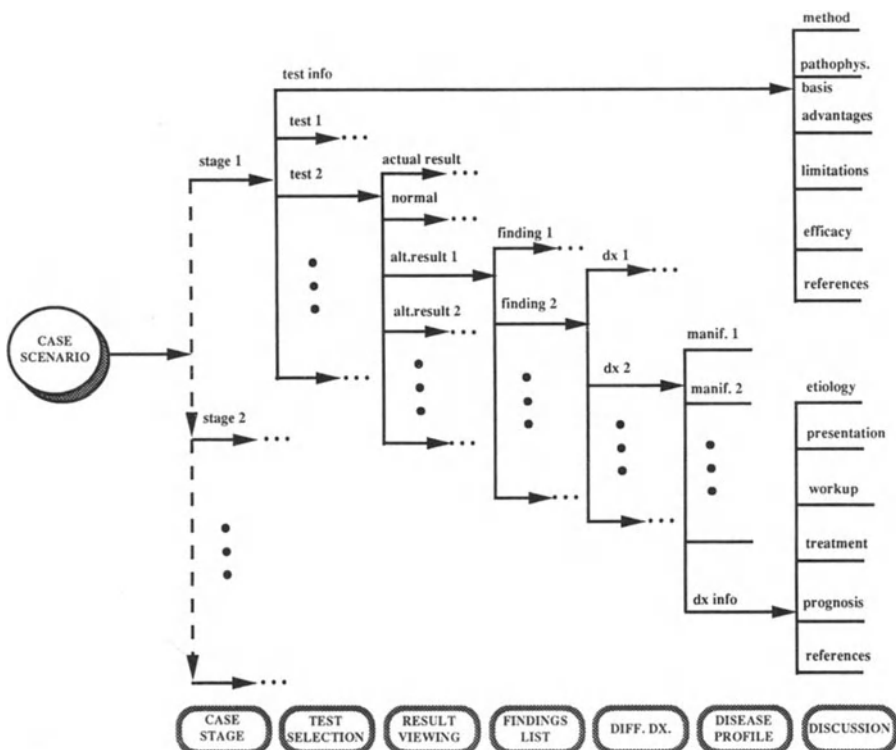 method
pathophys.
test info
basis
advantages
test 1
stage 1
actual result
test 2
limitations
normal
finding 1
efficacy
alt.result 1
dx 1
finding 2
references
alt.result 2
manif. 1
CASE
SCENARIO
dx 2
manif. 2
etiology
stage 2
presentation
workup
treatment
dx info
prognosis
references
CASE
STAGE
TEST
SELECTION
RESULT
VIEWING
FINDINGS
LIST
DIFF. DX.
DISEASE
PROFILE
DISCUSSION